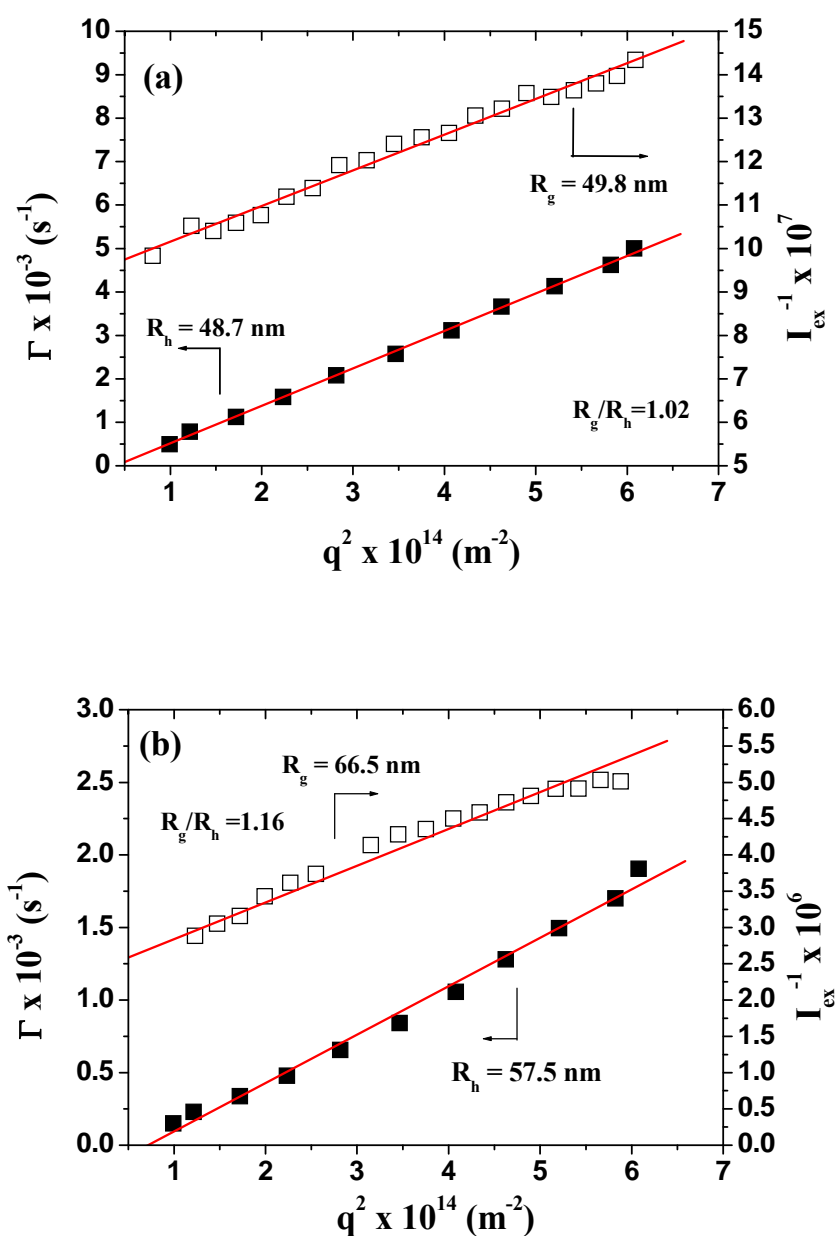 (a)
10
9
8
7
6
5
4
3
2
1
0
Γ x 10^-3 (s^-1)
15
14
13
12
11
10
9
8
7
6
5
I_ex^-1 x 10^7
R_g = 49.8 nm
R_h = 48.7 nm
R_g/R_h=1.02
1 2 3 4 5 6 7
q^2 x 10^14 (m^-2)
(b)
3.0
2.5
2.0
1.5
1.0
0.5
0.0
Γ x 10^-3 (s^-1)
6.0
5.5
5.0
4.5
4.0
3.5
3.0
2.5
2.0
1.5
1.0
0.5
0.0
I_ex^-1 x 10^6
R_g = 66.5 nm
R_g/R_h =1.16
R_h = 57.5 nm
1 2 3 4 5 6 7
q^2 x 10^14 (m^-2)